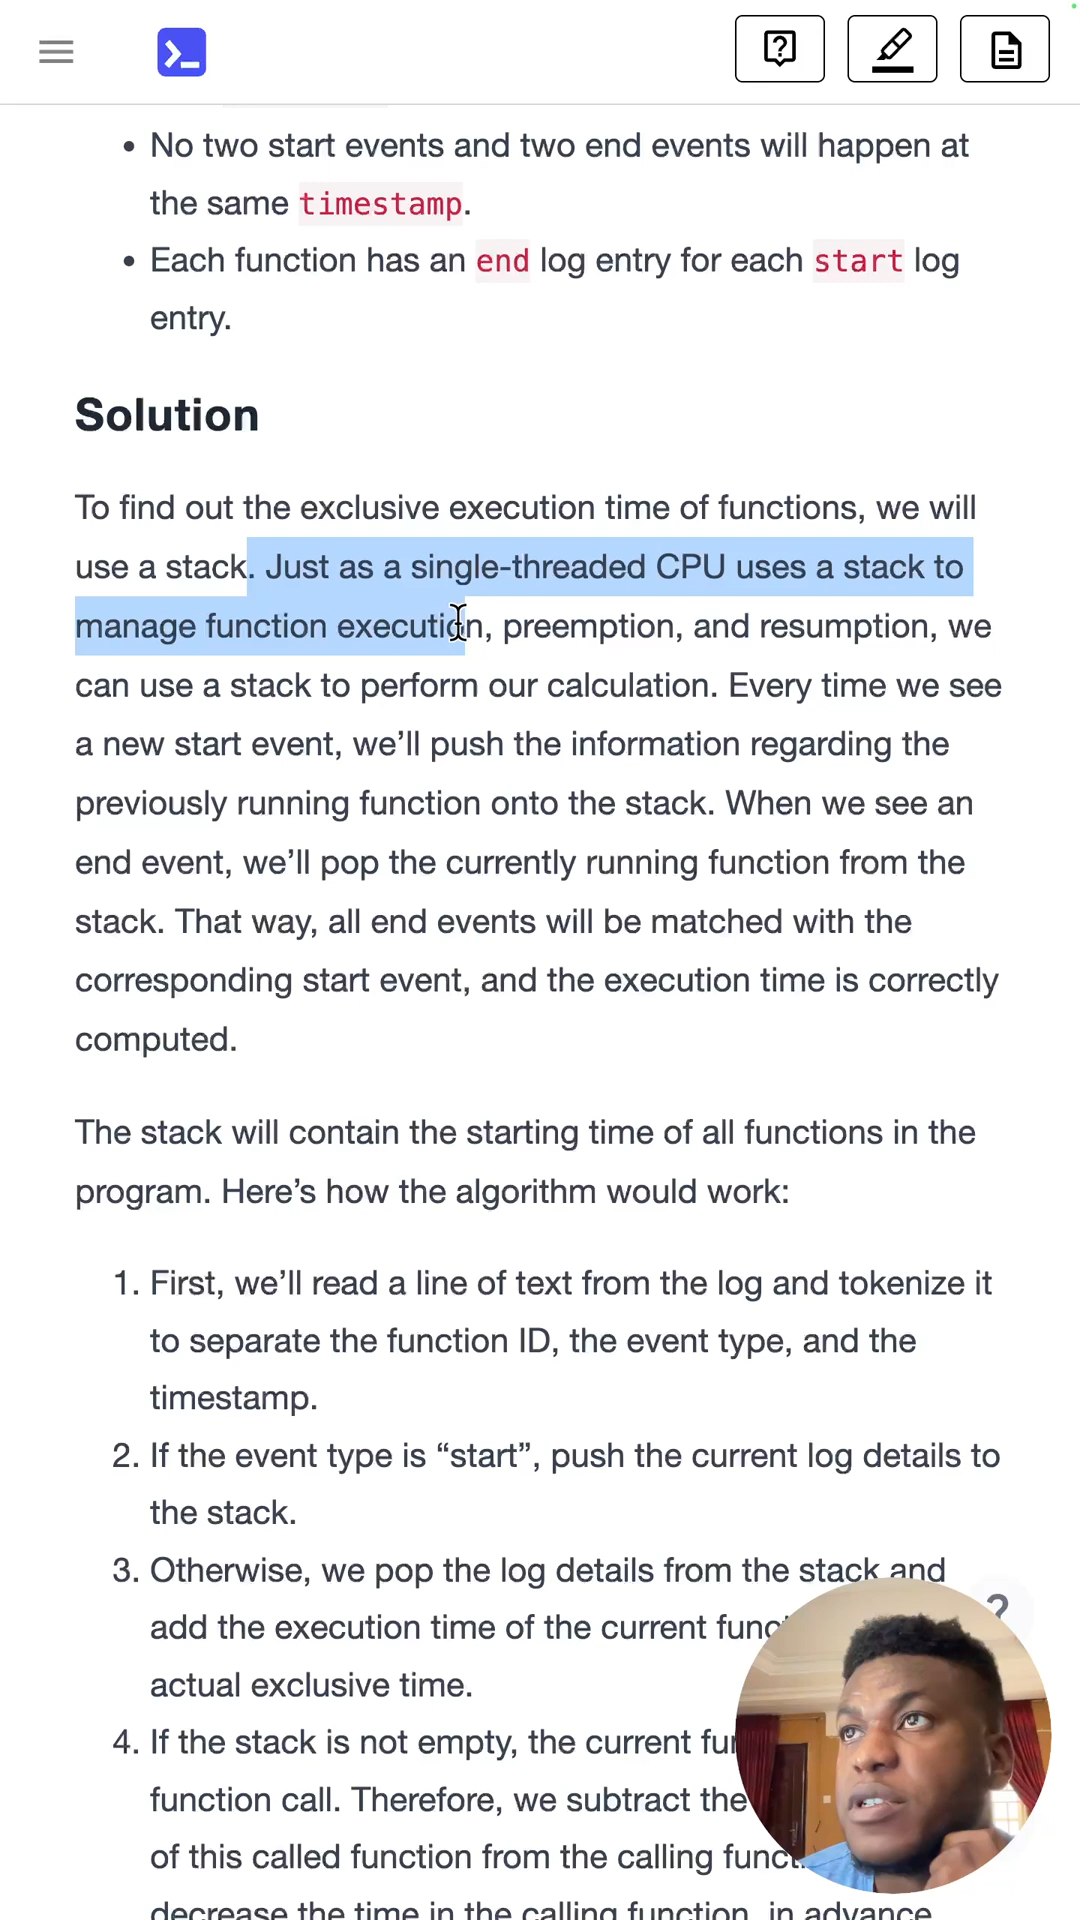 No two start events and two end events will happen at
the same timestamp.
Each function has an end log entry for each start log
entry.
Solution
To find out the exclusive execution time of functions, we will
use a stack. Just as a single-threaded CPU uses a stack to
manage function execution, preemption, and resumption, we
can use a stack to perform our calculation. Every time we see
a new start event, we’ll push the information regarding the
previously running function onto the stack. When we see an
end event, we’ll pop the currently running function from the
stack. That way, all end events will be matched with the
corresponding start event, and the execution time is correctly
computed.
The stack will contain the starting time of all functions in the
program. Here’s how the algorithm would work:
1. First, we’ll read a line of text from the log and tokenize it
to separate the function ID, the event type, and the
timestamp.
2. If the event type is “start”, push the current log details to
the stack.
3. Otherwise, we pop the log details from the stack and
add the execution time of the current
actual exclusive time.
4. If the stack is not empty, the current
function call. Therefore, we subtract the
of this called function from the calling
decrease the time in the calling function, in advance